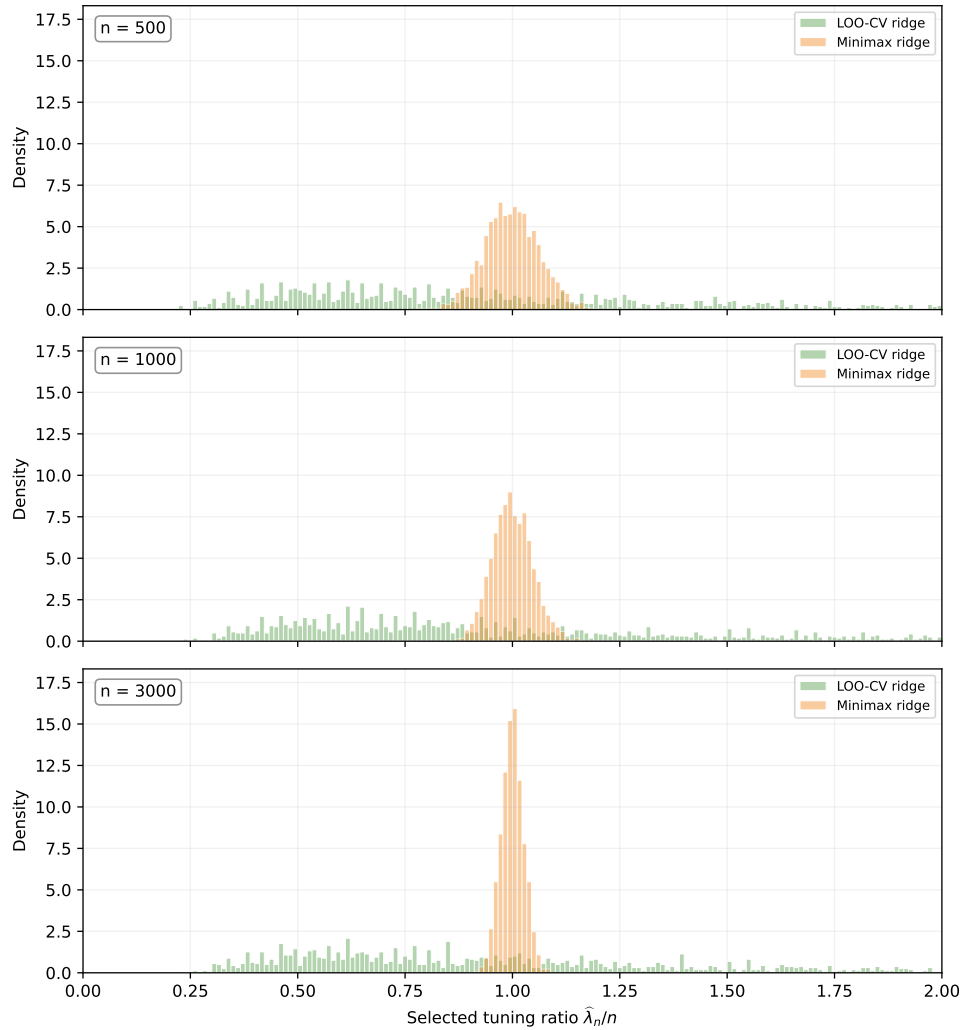 n = 500
LOO-CV ridge
Minimax ridge
17.5
15.0
12.5
10.0
7.5
5.0
2.5
0.0
Density
n = 1000
LOO-CV ridge
Minimax ridge
17.5
15.0
12.5
10.0
7.5
5.0
2.5
0.0
Density
n = 3000
LOO-CV ridge
Minimax ridge
17.5
15.0
12.5
10.0
7.5
5.0
2.5
0.0
Density
0.00 0.25 0.50 0.75 1.00 1.25 1.50 1.75 2.00
Selected tuning ratio λ̂ₙ/n